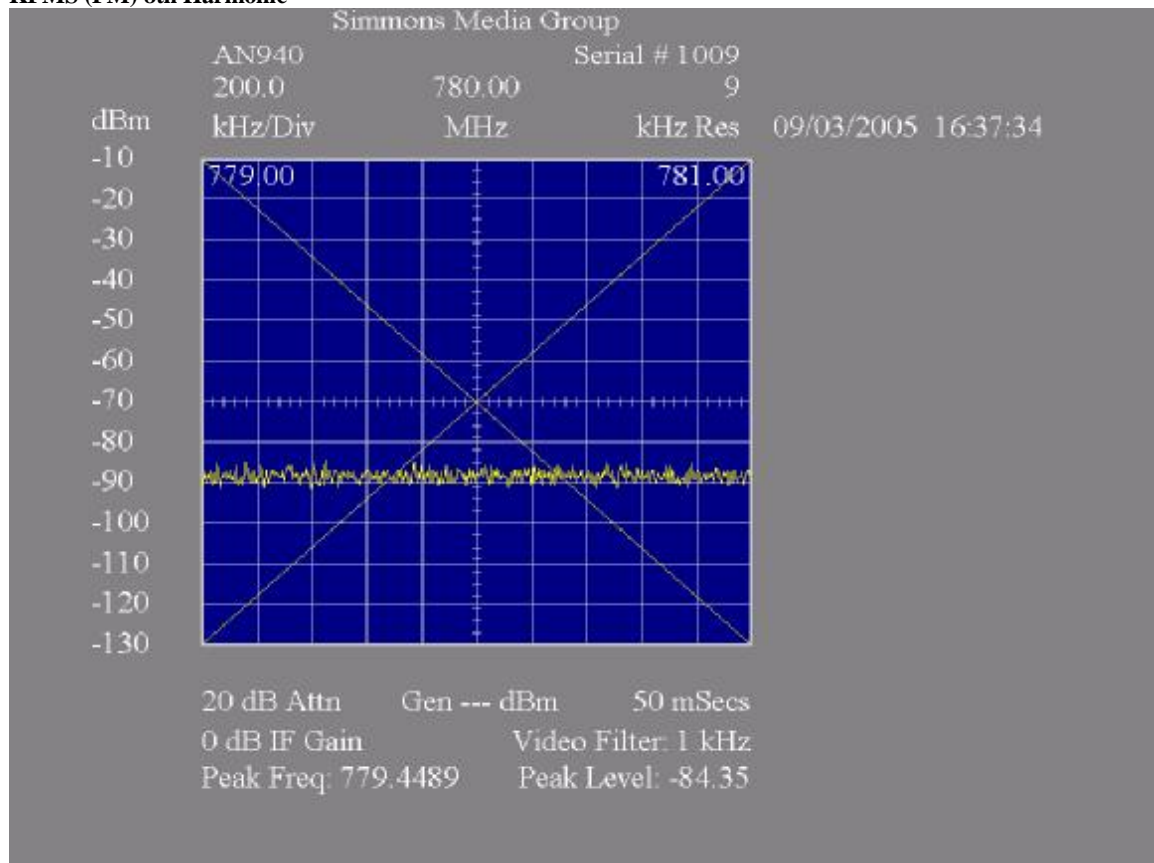 Simmons Media Group
AN940 Serial # 1009
200.0 780.00 9
dBm kHz/Div MHz kHz Res 09/03/2005 16:37:34
-10
779.00 781.00
-20
-30
-40
-50
-60
-70
-80
-90
-100
-110
-120
-130
20 dB Attn Gen --- dBm 50 mSecs
0 dB IF Gain Video Filter: 1 kHz
Peak Freq: 779.4489 Peak Level: -84.35